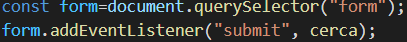 const form=document.querySelector("form");
form.addEventListener("submit", cerca);